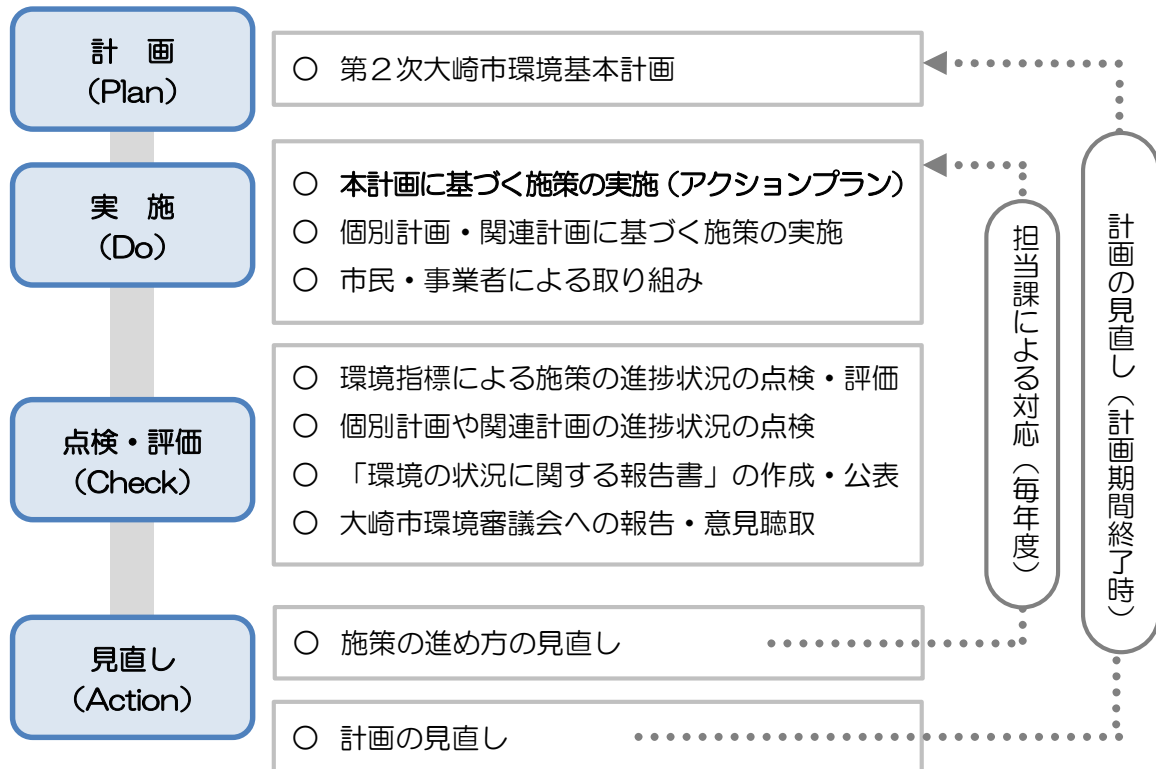 計　画
（Plan）
○　第２次大崎市環境基本計画
実　施
（Do）
○　本計画に基づく施策の実施（アクションプラン）
○　個別計画・関連計画に基づく施策の実施
○　市民・事業者による取り組み
点検・評価
（Check）
○　環境指標による施策の進捗状況の点検・評価
○　個別計画や関連計画の進捗状況の点検
○　「環境の状況に関する報告書」の作成・公表
○　大崎市環境審議会への報告・意見聴取
見直し
（Action）
○　施策の進め方の見直し
○　計画の見直し
担当課による対応（毎年度）
計画の見直し（計画期間終了時）